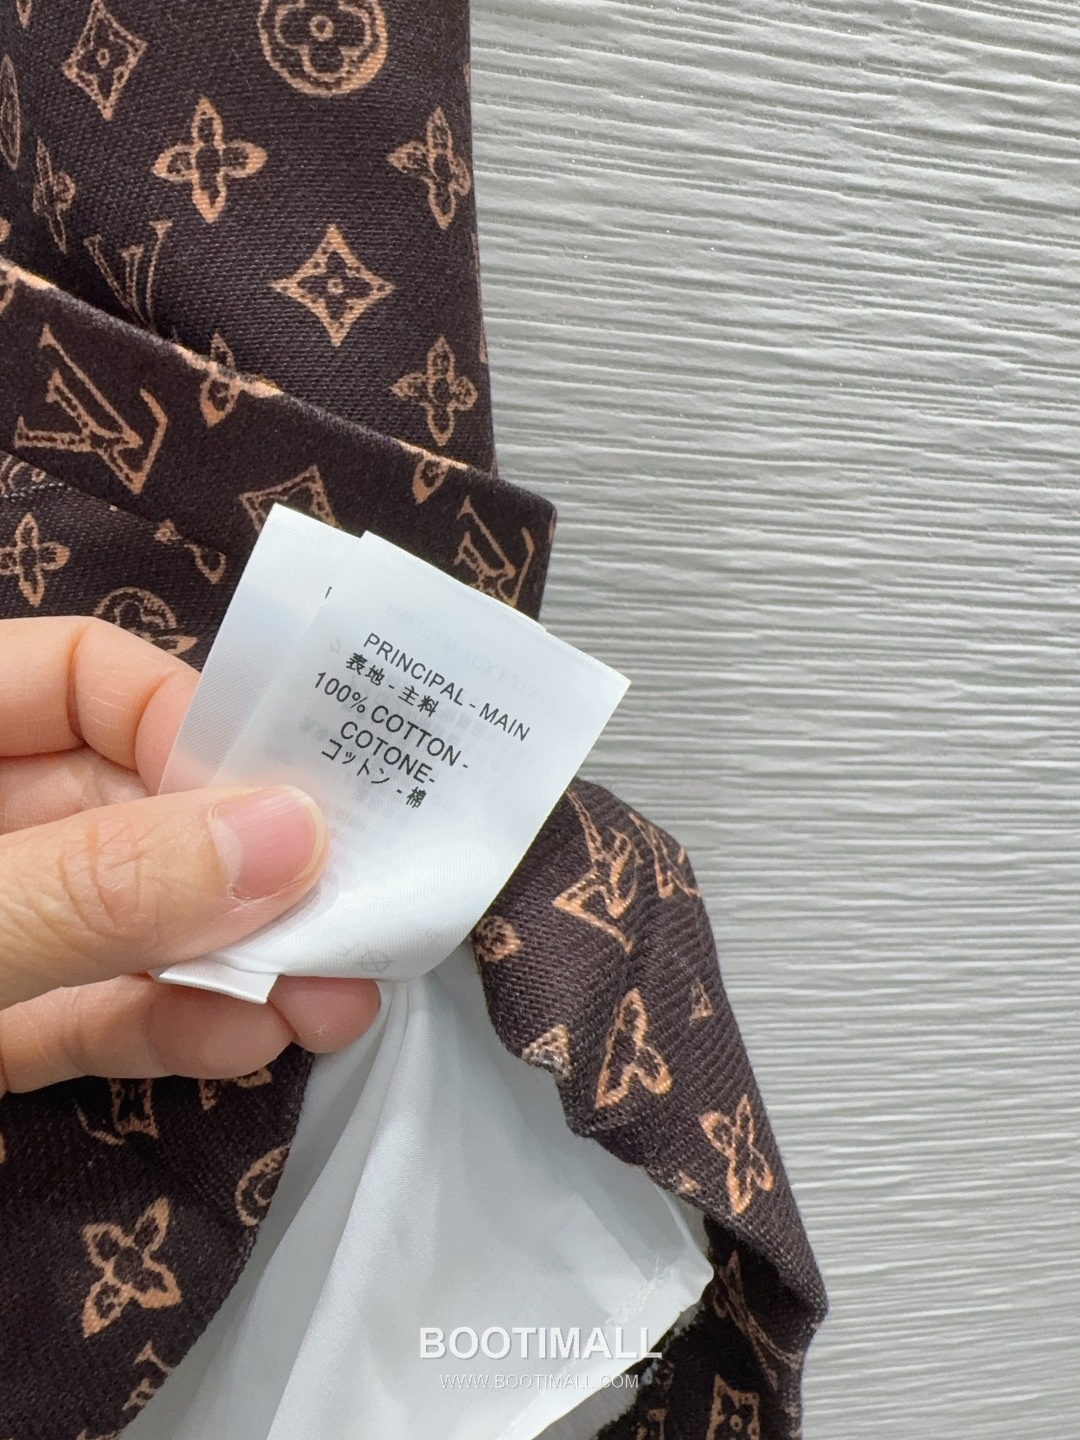 PRINCIPAL - MAIN
表地 - 主料
100% COTTON -
COTONE-
コットン - 棉
BOOTIMALL
WWW.BOOTIMALL.COM